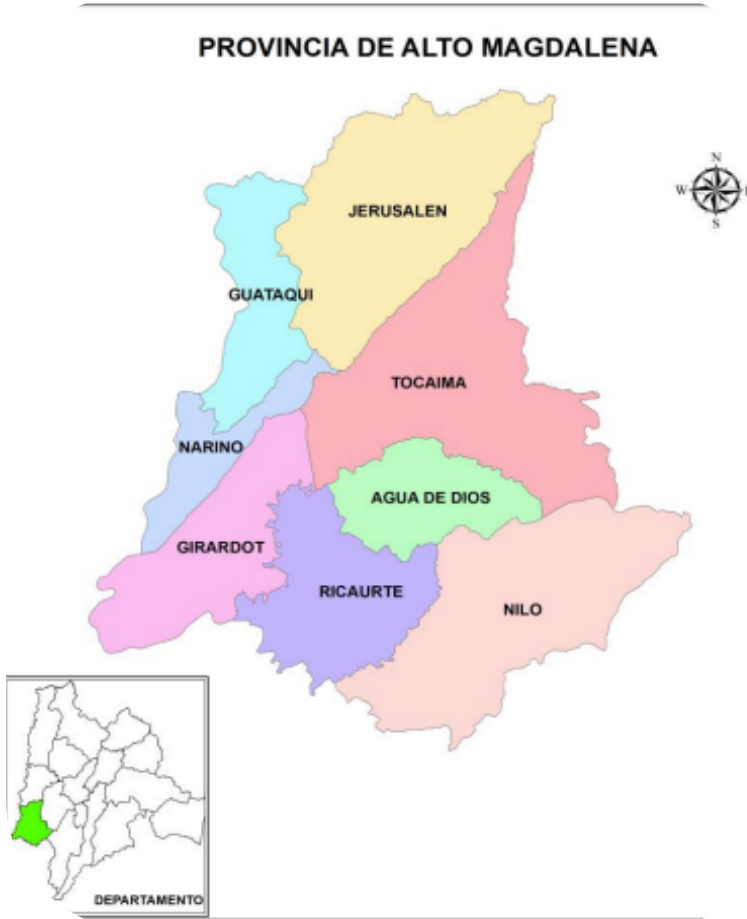 PROVINCIA DE ALTO MAGDALENA
N
W
S
JERUSALEN
GUATAQUI
TOCAIMA
NARINO
AGUA DE DIOS
GIRARDOT
RICAURTE
NILO
DEPARTAMENTO